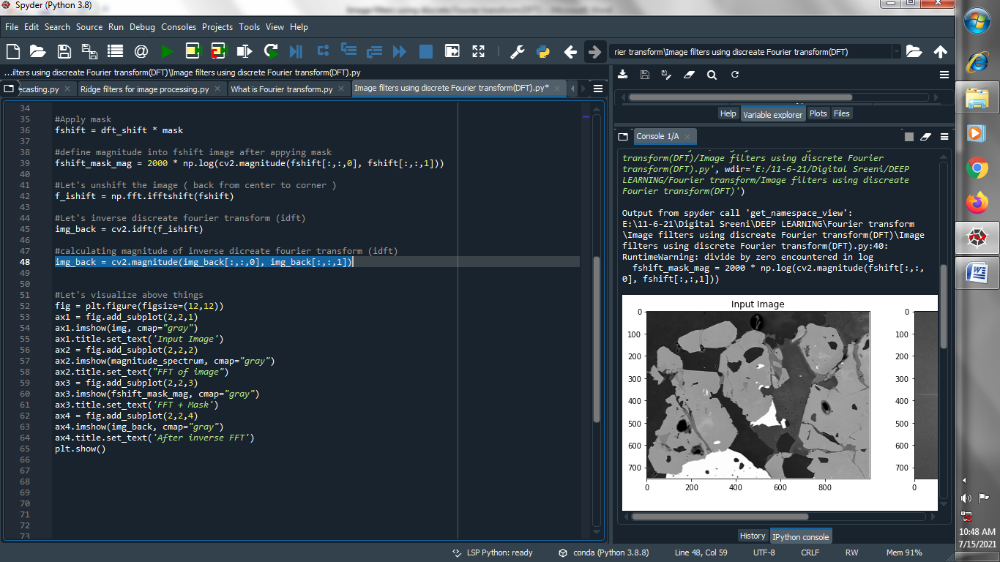 Spyder (Python 3.8)
Image filters using discrete Fourier transform(DFT) - Microsoft Word
File Edit Search Source Run Debug Consoles Projects Tools View Help
rier transform\Image filters using discreate Fourier transform(DFT)
...ilters using discreate Fourier transform(DFT)\Image filters using discrete Fourier transform(DFT).py
ecasting.py Ridge filters for image processing.py What is Fourier transform.py Image filters using discrete Fourier transform(DFT).py*
34
35 #Apply mask
36 fshift = dft_shift * mask
37
38 #define magnitude into fshift image after appying mask
39 fshift_mask_mag = 2000 * np.log(cv2.magnitude(fshift[:,:,0], fshift[:,:,1]))
40
41 #Let's unshift the image ( back from center to corner )
42 f_ishift = np.fft.ifftshift(fshift)
43
44 #Let's inverse discreate fourier transform (idft)
45 img_back = cv2.idft(f_ishift)
46
47 #calculating magnitude of inverse dicreate fourier transform (idft)
48 img_back = cv2.magnitude(img_back[:,:,0], img_back[:,:,1])
49
50
51 #Let's visualize above things
52 fig = plt.figure(figsize=(12,12))
53 ax1 = fig.add_subplot(2,2,1)
54 ax1.imshow(img, cmap="gray")
55 ax1.title.set_text('Input Image')
56 ax2 = fig.add_subplot(2,2,2)
57 ax2.imshow(magnitude_spectrum, cmap="gray")
58 ax2.title.set_text("FFT of image")
59 ax3 = fig.add_subplot(2,2,3)
60 ax3.imshow(fshift_mask_mag, cmap="gray")
61 ax3.title.set_text('FFT + Mask')
62 ax4 = fig.add_subplot(2,2,4)
63 ax4.imshow(img_back, cmap="gray")
64 ax4.title.set_text('After inverse FFT')
65 plt.show()
66
67
68
69
70
71
72
73
Help Variable explorer Plots Files
Console 1/A
transform(DFT)/Image filters using discrete Fourier
transform(DFT).py', wdir='E:/11-6-21/Digital Sreeni/DEEP
LEARNING/Fourier transform/Image filters using discreate
Fourier transform(DFT)')
Output from spyder call 'get_namespace_view':
E:\11-6-21\Digital Sreeni\DEEP LEARNING\Fourier transform
\Image filters using discreate Fourier transform(DFT)\Image
filters using discrete Fourier transform(DFT).py:40:
RuntimeWarning: divide by zero encountered in log
fshift_mask_mag = 2000 * np.log(cv2.magnitude(fshift[:,:,
0], fshift[:,:,1]))
Input Image
0 0
100 100
200 200
300 300
400 400
500 500
600 600
700 700
0 200 400 600 800 0
History IPython console
LSP Python: ready conda (Python 3.8.8) Line 48, Col 59 UTF-8 CRLF RW Mem 91%
10:48 AM
7/15/2021